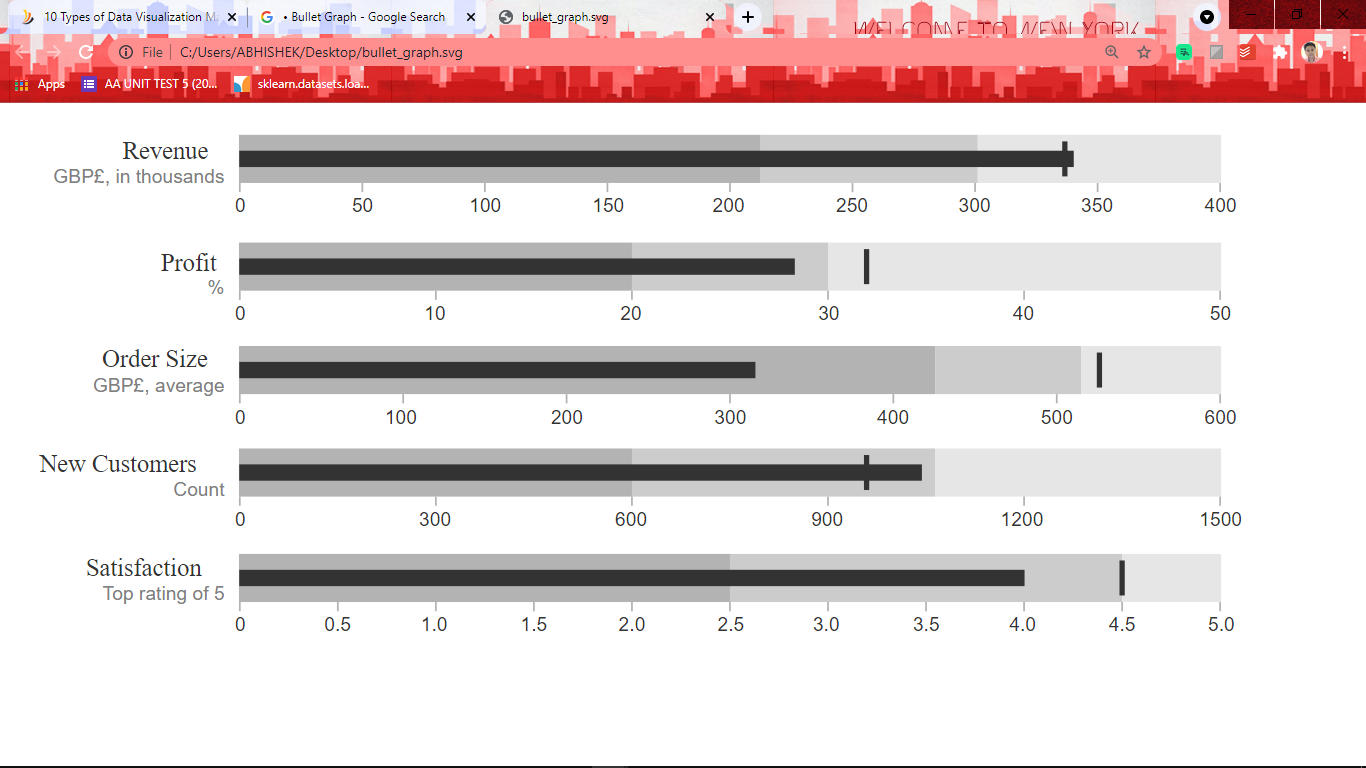 10 Types of Data Visualization M
• Bullet Graph - Google Search
bullet_graph.svg
WELCOME TO NEW YORK
File C:/Users/ABHISHEK/Desktop/bullet_graph.svg
Apps AA UNIT TEST 5 (20... sklearn.datasets.loa...
Revenue
GBP£, in thousands
0 50 100 150 200 250 300 350 400
Profit
%
0 10 20 30 40 50
Order Size
GBP£, average
0 100 200 300 400 500 600
New Customers
Count
0 300 600 900 1200 1500
Satisfaction
Top rating of 5
0 0.5 1.0 1.5 2.0 2.5 3.0 3.5 4.0 4.5 5.0